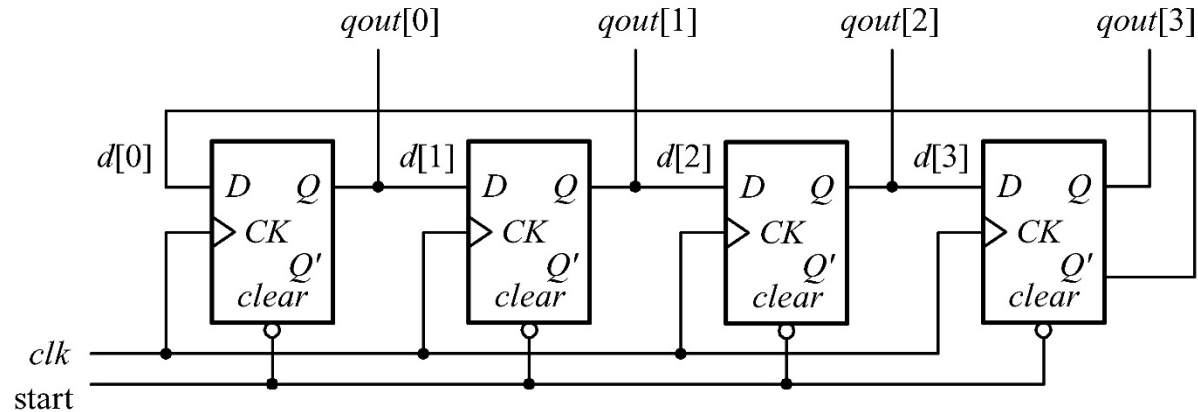 qout[0] qout[1] qout[2] qout[3]
d[0] d[1] d[2] d[3]
D Q D Q D Q D Q
CK CK CK CK
Q' Q' Q' Q'
clear clear clear clear
clk
start